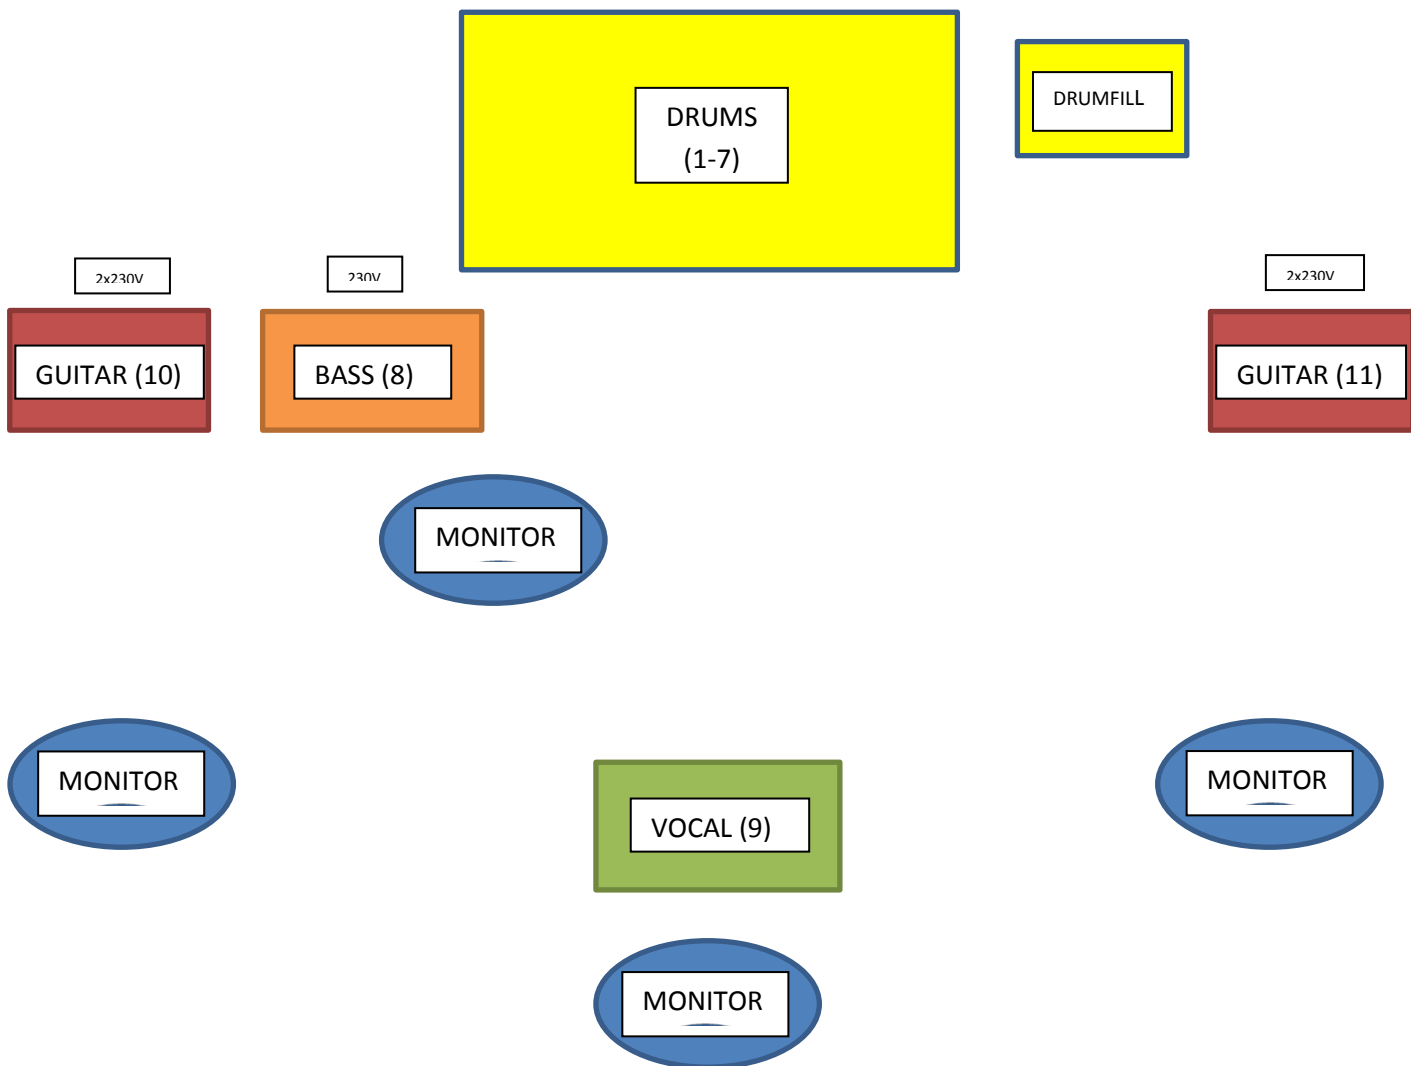 DRUMS
(1-7)
DRUMFILL
2x230V
230V
2x230V
GUITAR (10)
BASS (8)
GUITAR (11)
MONITOR
MONITOR
MONITOR
VOCAL (9)
MONITOR